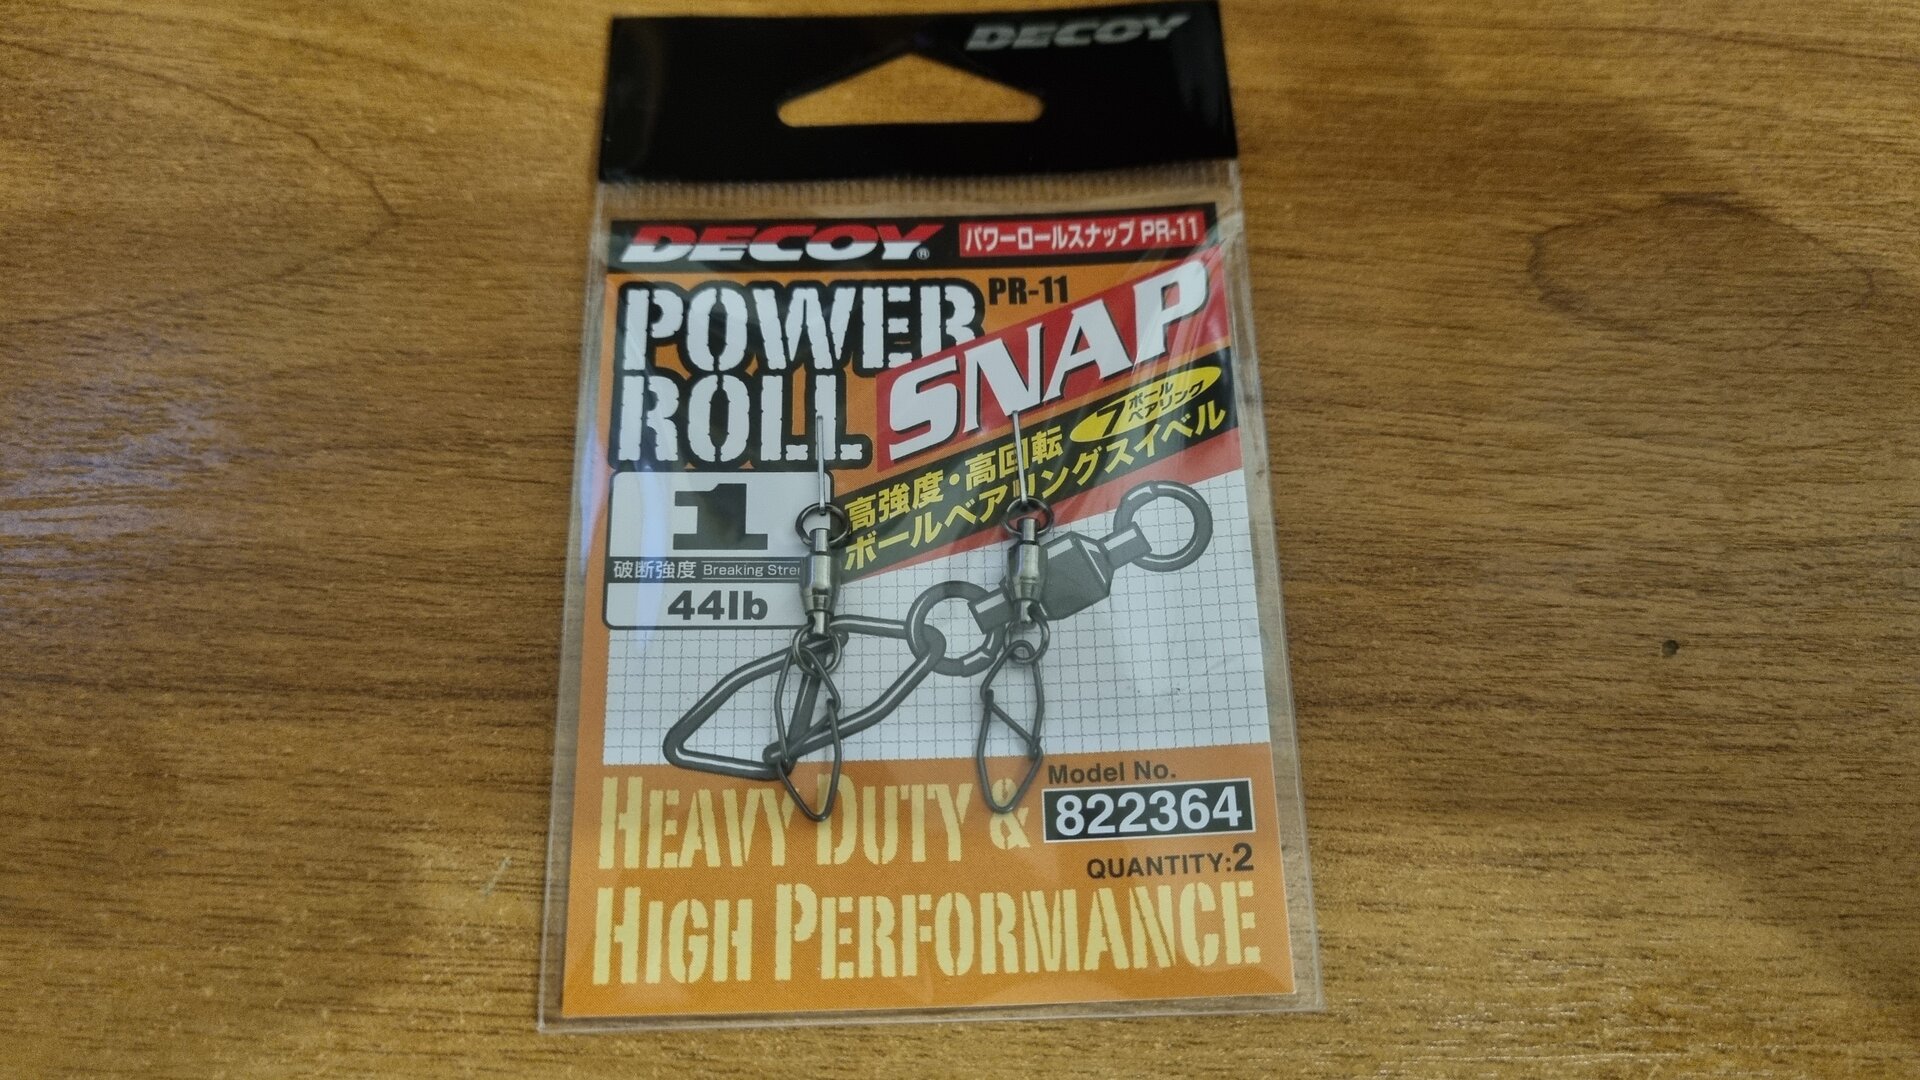 DECOY
DECOY® パワーロールスナップ PR-11
POWER PR-11
ROLL SNAP
7 ボール
ベアリング
高強度・高回転
ボールベアリングスイベル
1
破断強度 Breaking Stre
44lb
Model No.
822364
HEAVY DUTY &
QUANTITY:2
HIGH PERFORMANCE